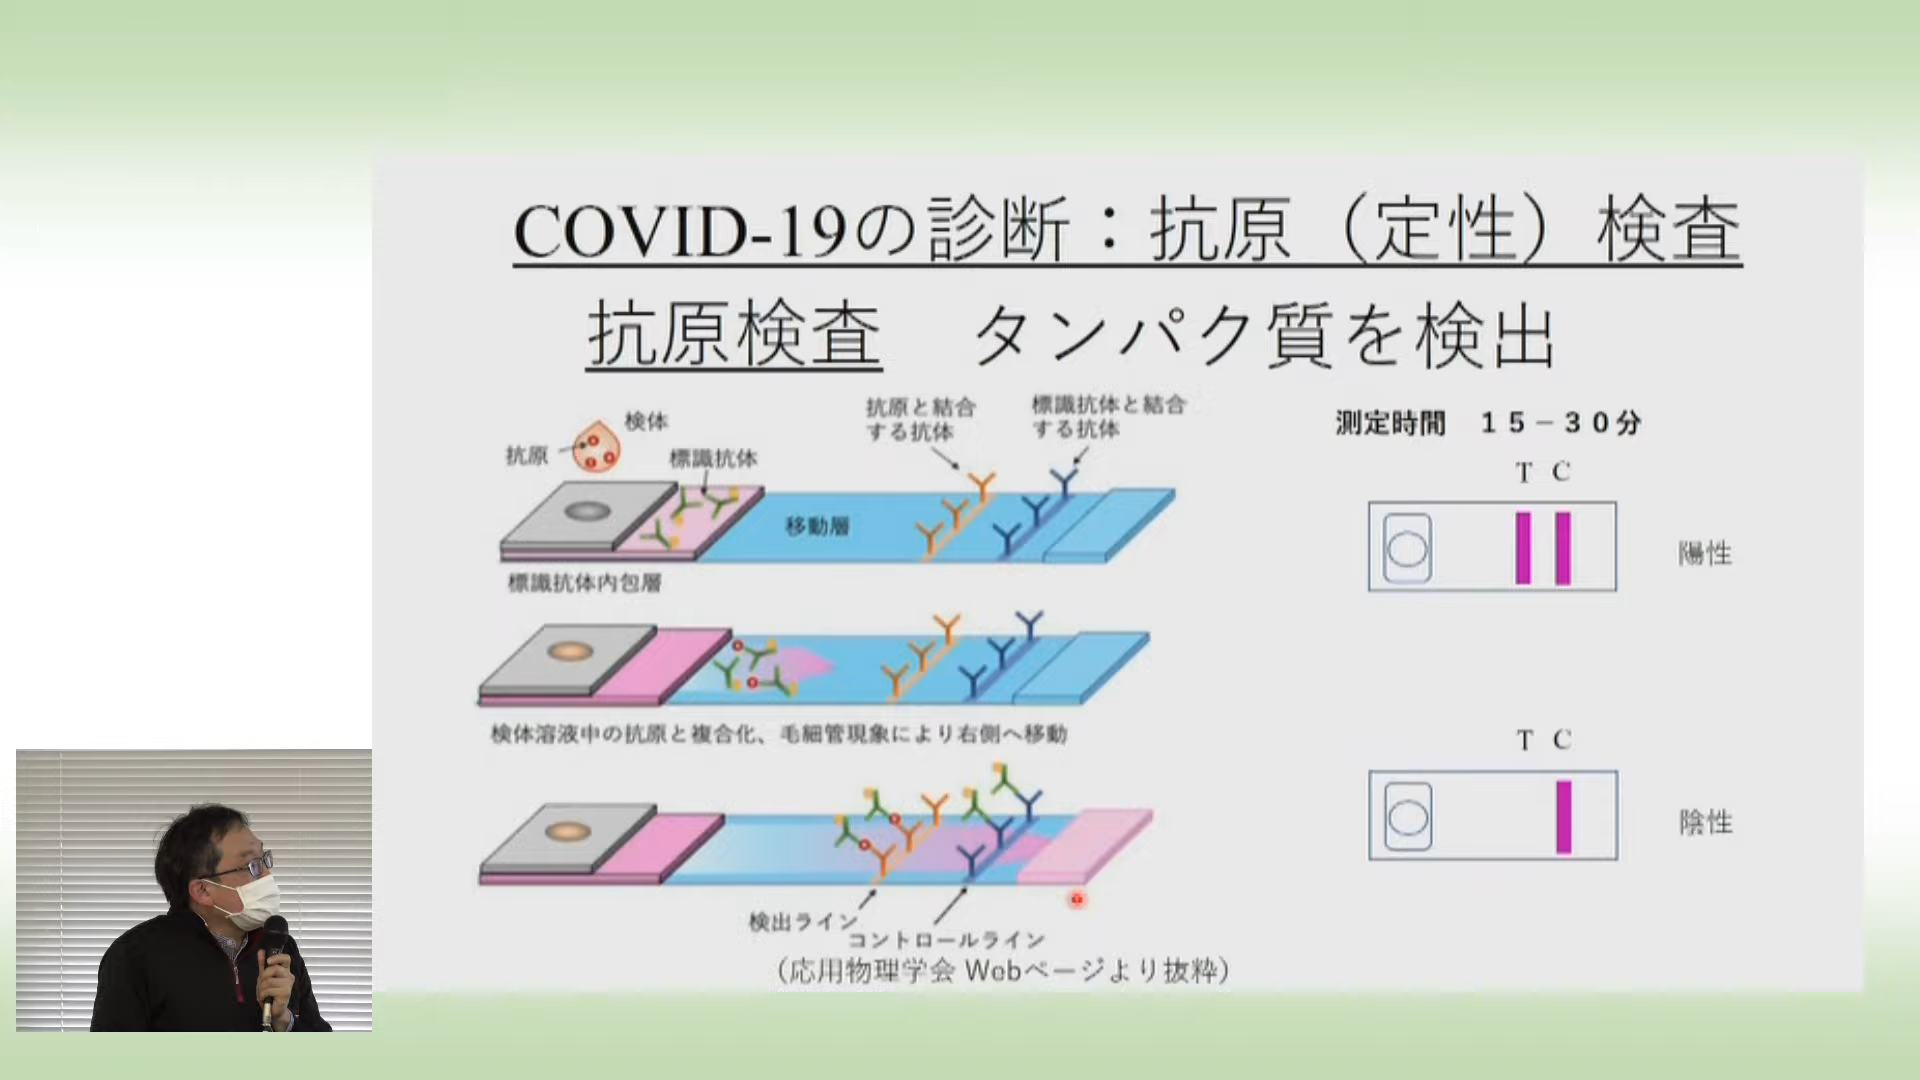 COVID-19の診断：抗原（定性）検査
抗原検査　タンパク質を検出
検体
抗原
標識抗体
抗原と結合
する抗体
標識抗体と結合
する抗体
移動層
標識抗体内包層
検体溶液中の抗原と複合化、毛細管現象により右側へ移動
検出ライン
コントロールライン
（応用物理学会 Webページより抜粋）
測定時間　１５－３０分
T C
陽性
T C
陰性